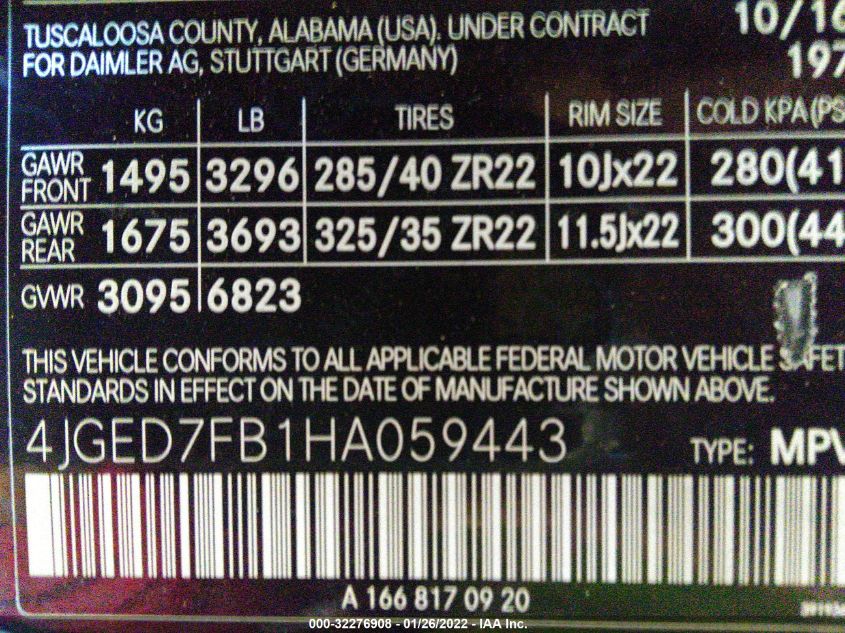 TUSCALOOSA COUNTY, ALABAMA (USA). UNDER CONTRACT 10/16
FOR DAIMLER AG, STUTTGART (GERMANY) 197
KG LB TIRES RIM SIZE COLD KPA(PS
GAWR FRONT 1495 3296 285/40 ZR22 10Jx22 280(41
GAWR REAR 1675 3693 325/35 ZR22 11.5Jx22 300(44
GVWR 3095 6823
THIS VEHICLE CONFORMS TO ALL APPLICABLE FEDERAL MOTOR VEHICLE SAFET
STANDARDS IN EFFECT ON THE DATE OF MANUFACTURE SHOWN ABOVE.
4JGED7FB1HA059443 TYPE: MPV
A 166 817 09 20
000-32276908 - 01/26/2022 - IAA Inc.